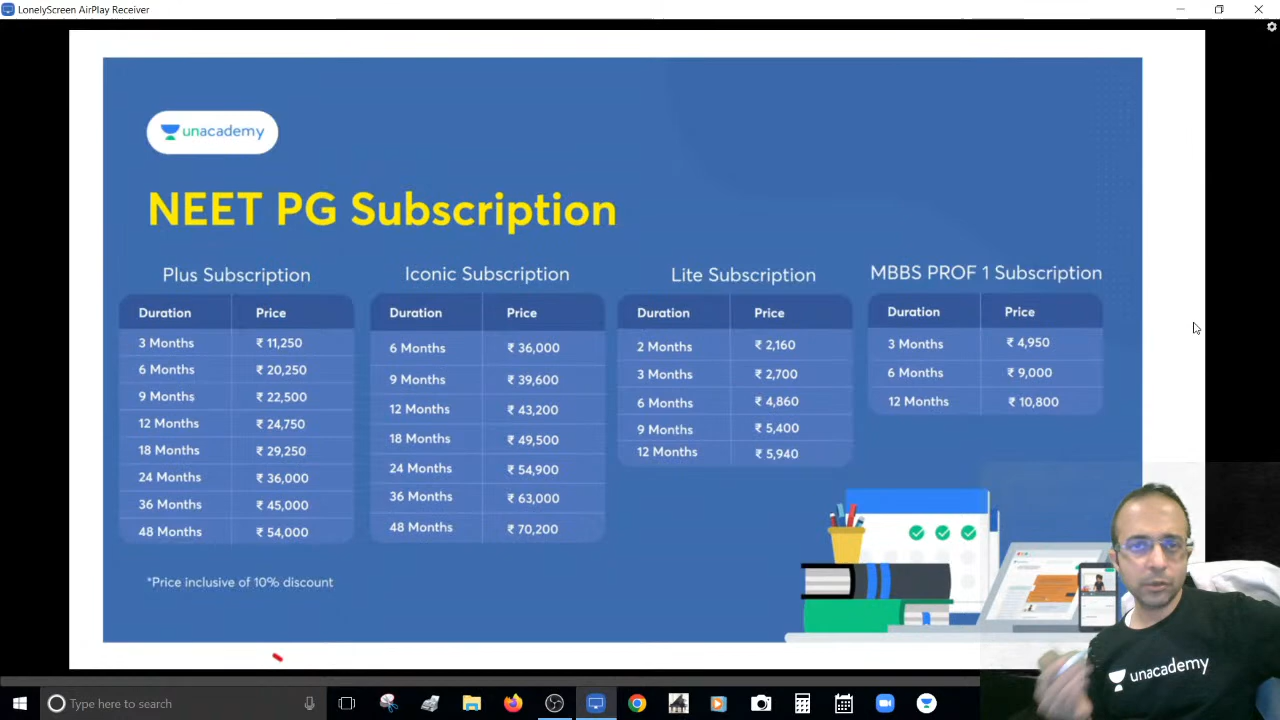 LonelyScreen AirPlay Receiver
unacademy
NEET PG Subscription
Plus Subscription
Duration Price
3 Months ₹ 11,250
6 Months ₹ 20,250
9 Months ₹ 22,500
12 Months ₹ 24,750
18 Months ₹ 29,250
24 Months ₹ 36,000
36 Months ₹ 45,000
48 Months ₹ 54,000
*Price inclusive of 10% discount
Iconic Subscription
Duration Price
6 Months ₹ 36,000
9 Months ₹ 39,600
12 Months ₹ 43,200
18 Months ₹ 49,500
24 Months ₹ 54,900
36 Months ₹ 63,000
48 Months ₹ 70,200
Lite Subscription
Duration Price
2 Months ₹ 2,160
3 Months ₹ 2,700
6 Months ₹ 4,860
9 Months ₹ 5,400
12 Months ₹ 5,940
MBBS PROF 1 Subscription
Duration Price
3 Months ₹ 4,950
6 Months ₹ 9,000
12 Months ₹ 10,800
unacademy
Type here to search